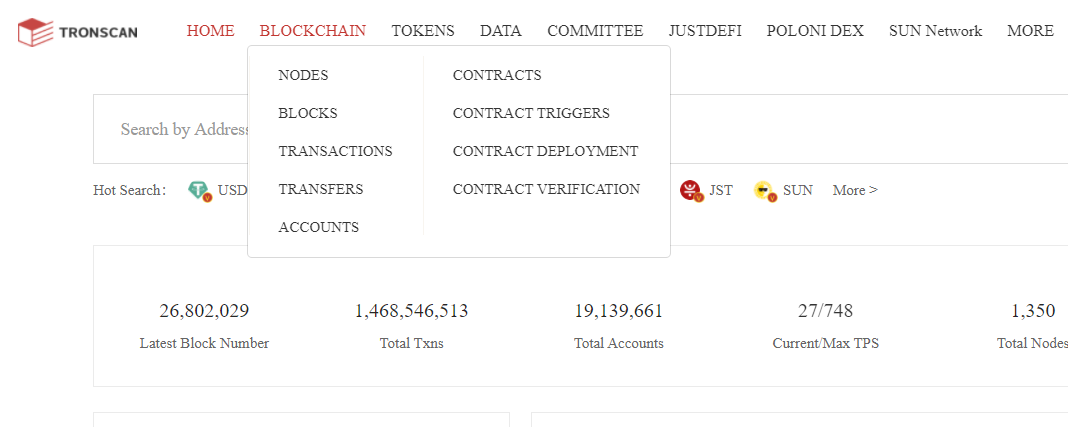 TRONSCAN
HOME BLOCKCHAIN TOKENS DATA COMMITTEE JUSTDEFI POLONI DEX SUN Network MORE
NODES CONTRACTS
BLOCKS CONTRACT TRIGGERS
TRANSACTIONS CONTRACT DEPLOYMENT
TRANSFERS CONTRACT VERIFICATION
ACCOUNTS
Search by Address
Hot Search: USD JST SUN More >
26,802,029 1,468,546,513 19,139,661 27/748 1,350
Latest Block Number Total Txns Total Accounts Current/Max TPS Total Nodes